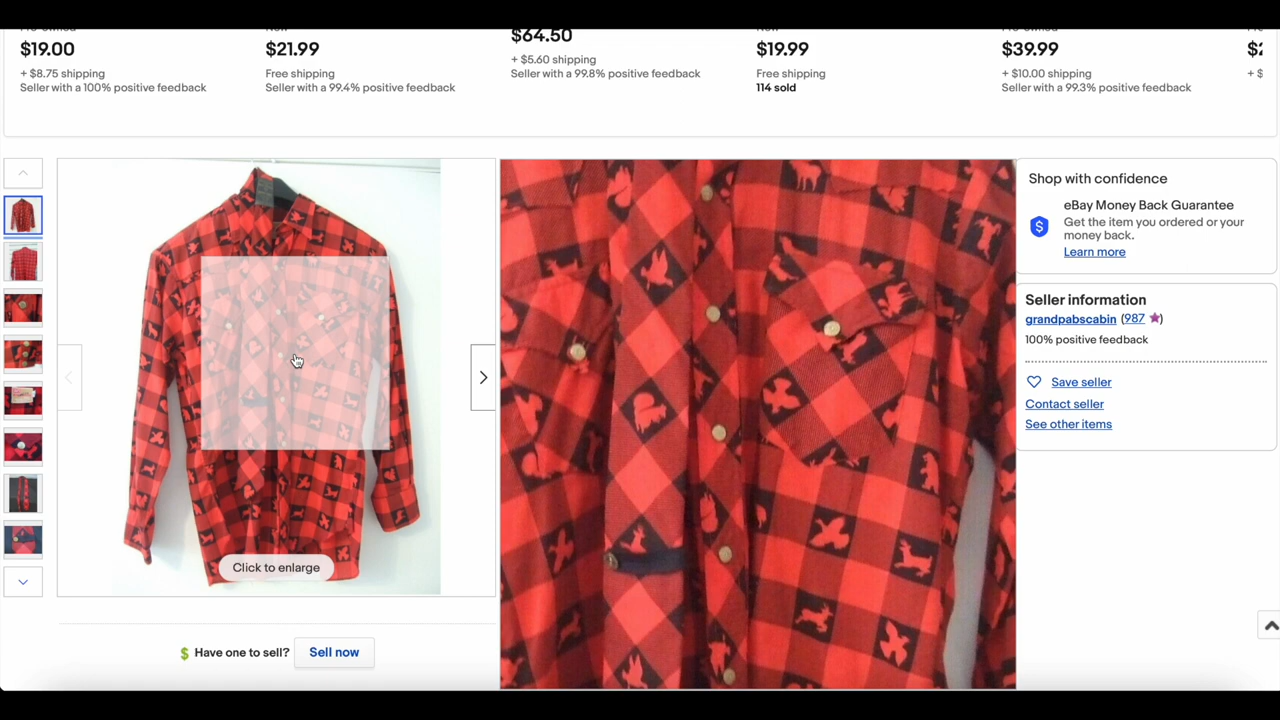 $19.00
+ $8.75 shipping
Seller with a 100% positive feedback
$21.99
Free shipping
Seller with a 99.4% positive feedback
$64.50
+ $5.60 shipping
Seller with a 99.8% positive feedback
$19.99
Free shipping
114 sold
$39.99
+ $10.00 shipping
Seller with a 99.3% positive feedback
+ $
Click to enlarge
Have one to sell?
Sell now
Shop with confidence
eBay Money Back Guarantee
Get the item you ordered or your
money back.
Learn more
Seller information
grandpabscabin (987)
100% positive feedback
Save seller
Contact seller
See other items